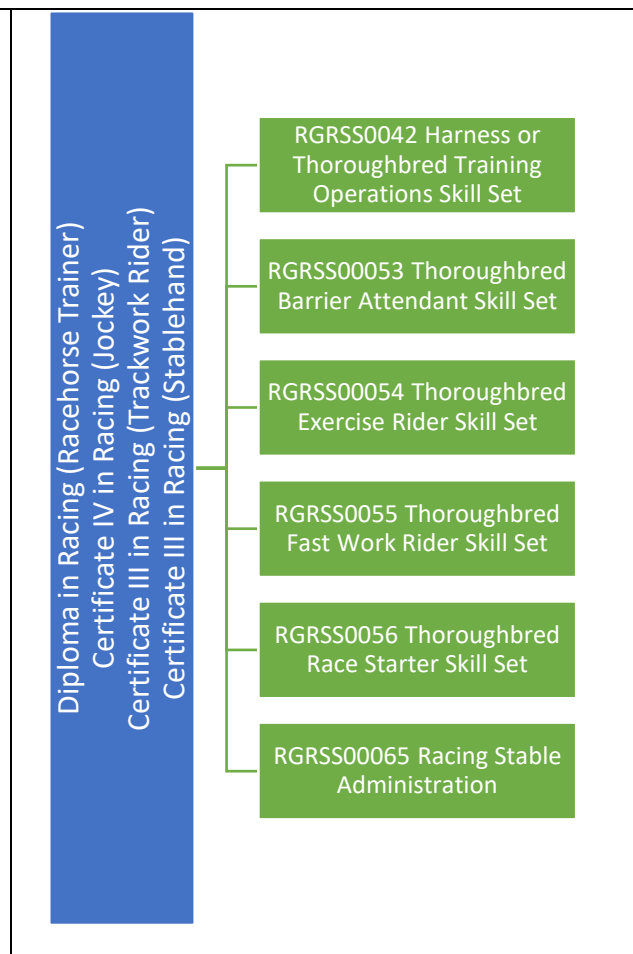 Diploma in Racing (Racehorse Trainer)
Certificate IV in Racing (Jockey)
Certificate III in Racing (Trackwork Rider)
Certificate III in Racing (Stablehand)
RGRSS0042 Harness or
Thoroughbred Training
Operations Skill Set
RGRSS00053 Thoroughbred
Barrier Attendant Skill Set
RGRSS00054 Thoroughbred
Exercise Rider Skill Set
RGRSS0055 Thoroughbred
Fast Work Rider Skill Set
RGRSS0056 Thoroughbred
Race Starter Skill Set
RGRSS00065 Racing Stable
Administration